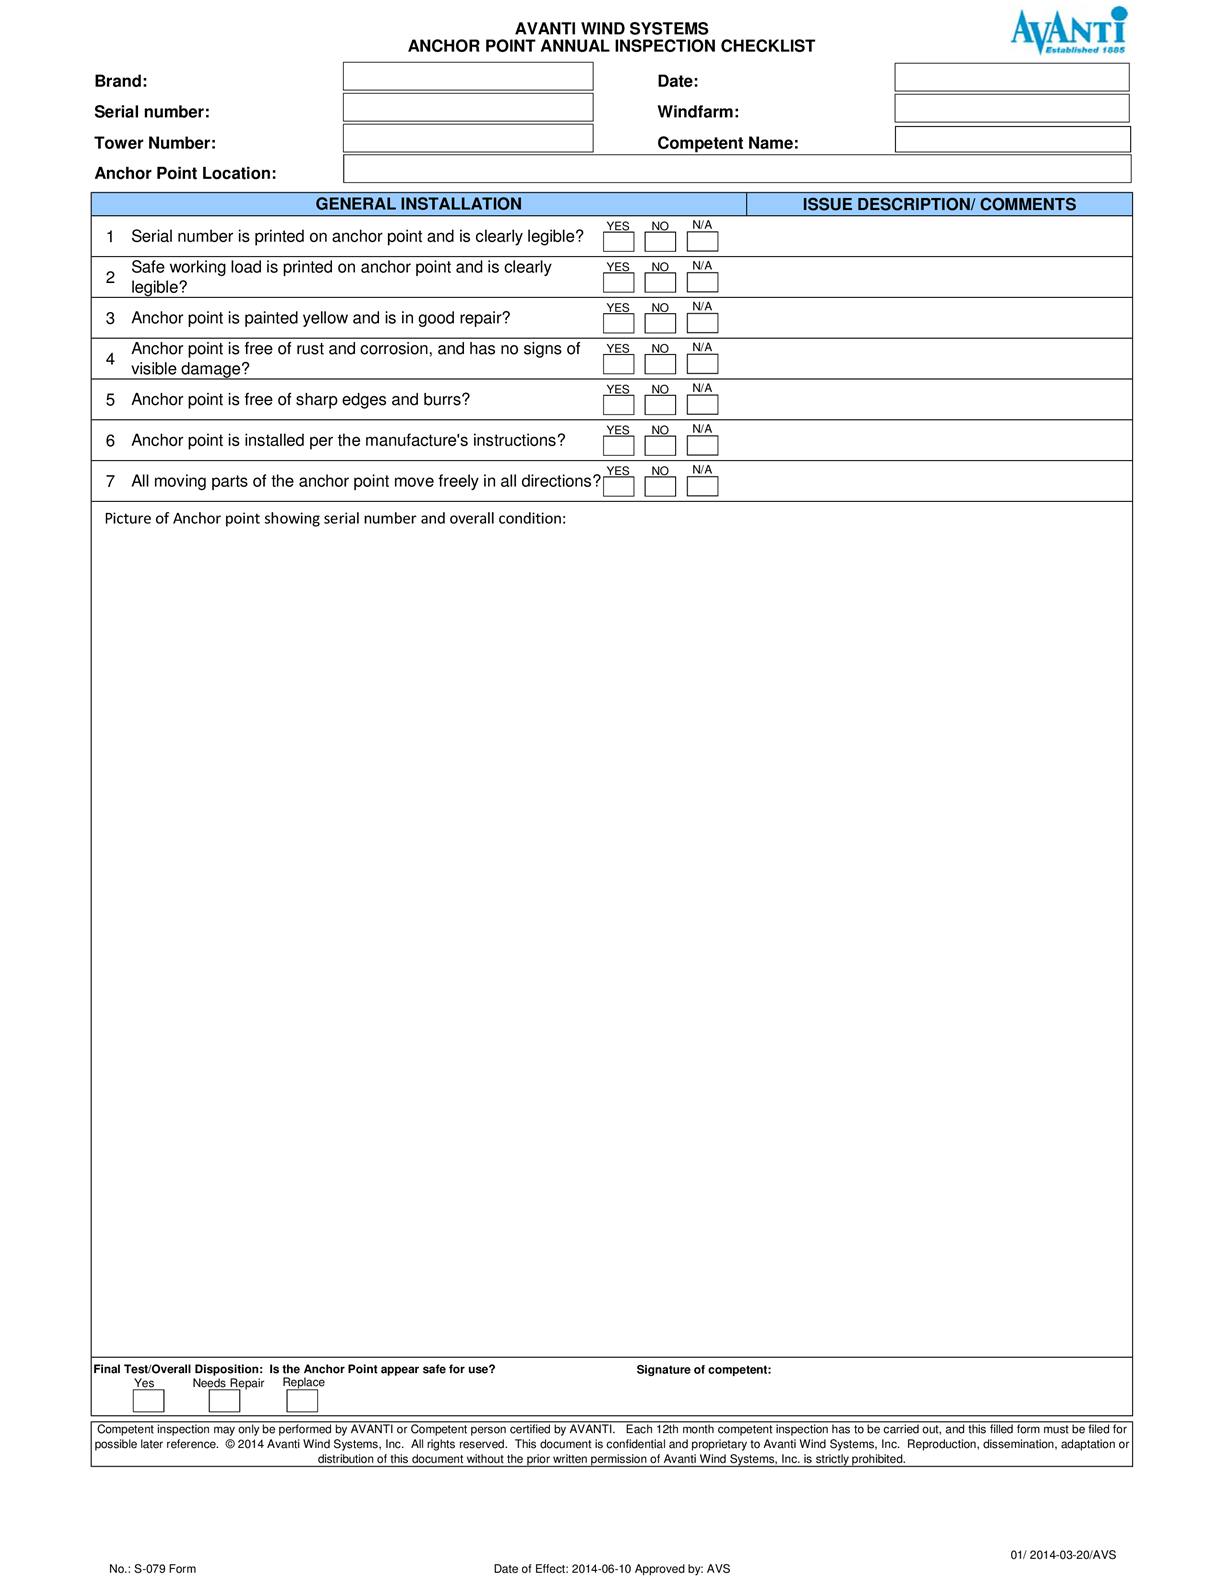 AVANTI WIND SYSTEMS
ANCHOR POINT ANNUAL INSPECTION CHECKLIST
AVANTI
Established 1885
Brand:
Date:
Serial number:
Windfarm:
Tower Number:
Competent Name:
Anchor Point Location:
GENERAL INSTALLATION
ISSUE DESCRIPTION/ COMMENTS
1 Serial number is printed on anchor point and is clearly legible? YES NO N/A
2 Safe working load is printed on anchor point and is clearly
legible? YES NO N/A
3 Anchor point is painted yellow and is in good repair? YES NO N/A
4 Anchor point is free of rust and corrosion, and has no signs of
visible damage? YES NO N/A
5 Anchor point is free of sharp edges and burrs? YES NO N/A
6 Anchor point is installed per the manufacture's instructions? YES NO N/A
7 All moving parts of the anchor point move freely in all directions? YES NO N/A
Picture of Anchor point showing serial number and overall condition:
Final Test/Overall Disposition: Is the Anchor Point appear safe for use?
Signature of competent:
Yes Needs Repair Replace
Competent inspection may only be performed by AVANTI or Competent person certified by AVANTI. Each 12th month competent inspection has to be carried out, and this filled form must be filed for
possible later reference. © 2014 Avanti Wind Systems, Inc. All rights reserved. This document is confidential and proprietary to Avanti Wind Systems, Inc. Reproduction, dissemination, adaptation or
distribution of this document without the prior written permission of Avanti Wind Systems, Inc. is strictly prohibited.
01/ 2014-03-20/AVS
No.: S-079 Form
Date of Effect: 2014-06-10 Approved by: AVS